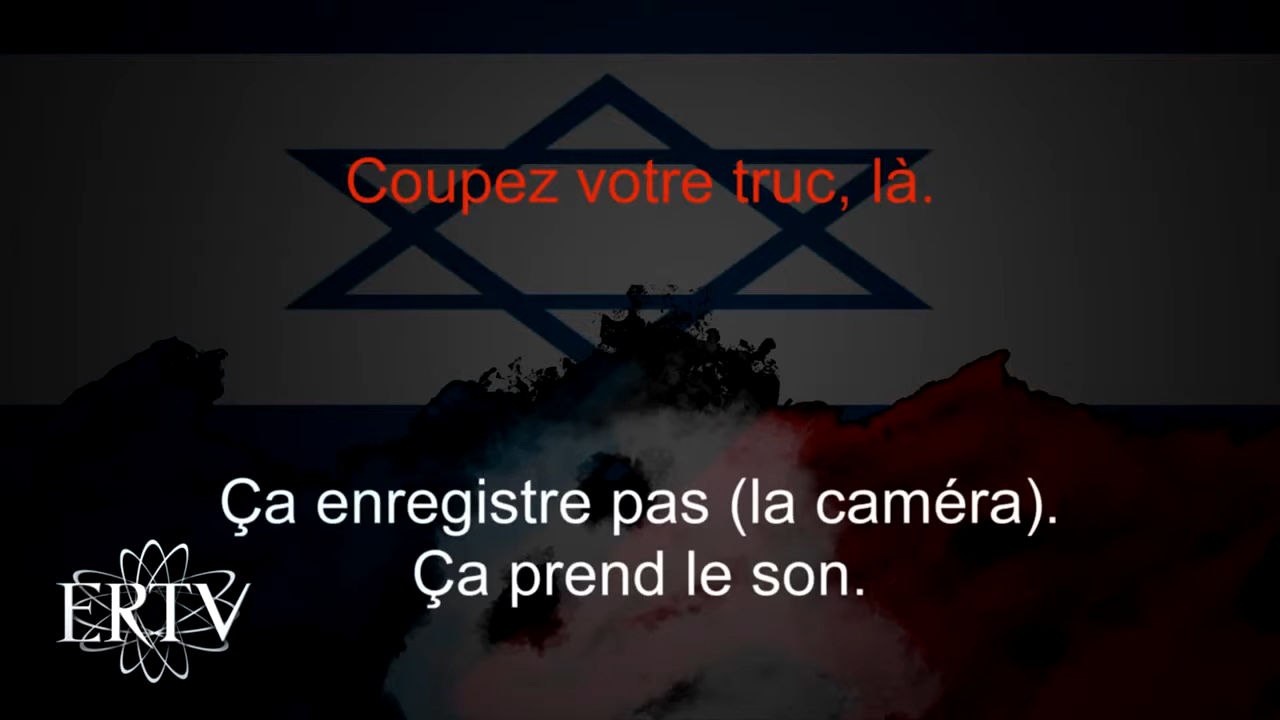 Coupez votre truc, là.
Ça enregistre pas (la caméra).
Ça prend le son.
ERTV